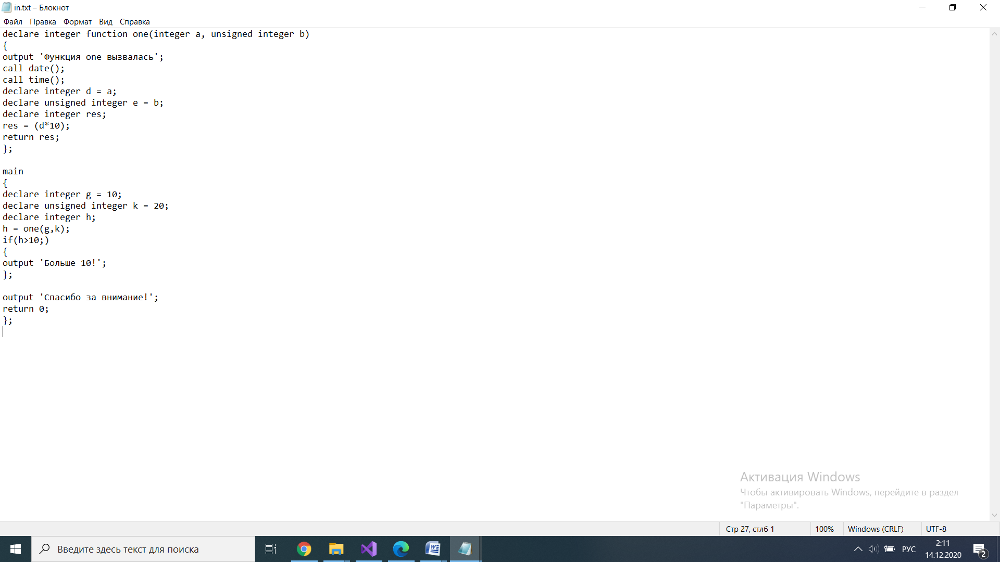 in.txt – Блокнот
Файл Правка Формат Вид Справка
declare integer function one(integer a, unsigned integer b)
{
output 'Функция one вызвалась';
call date();
call time();
declare integer d = a;
declare unsigned integer e = b;
declare integer res;
res = (d*10);
return res;
};
main
{
declare integer g = 10;
declare unsigned integer k = 20;
declare integer h;
h = one(g,k);
if(h>10;)
{
output 'Больше 10!';
};
output 'Спасибо за внимание!';
return 0;
};
Активация Windows
Чтобы активировать Windows, перейдите в раздел
"Параметры".
Стр 27, стлб 1 100% Windows (CRLF) UTF-8
Введите здесь текст для поиска
РУС
2:11
14.12.2020
2